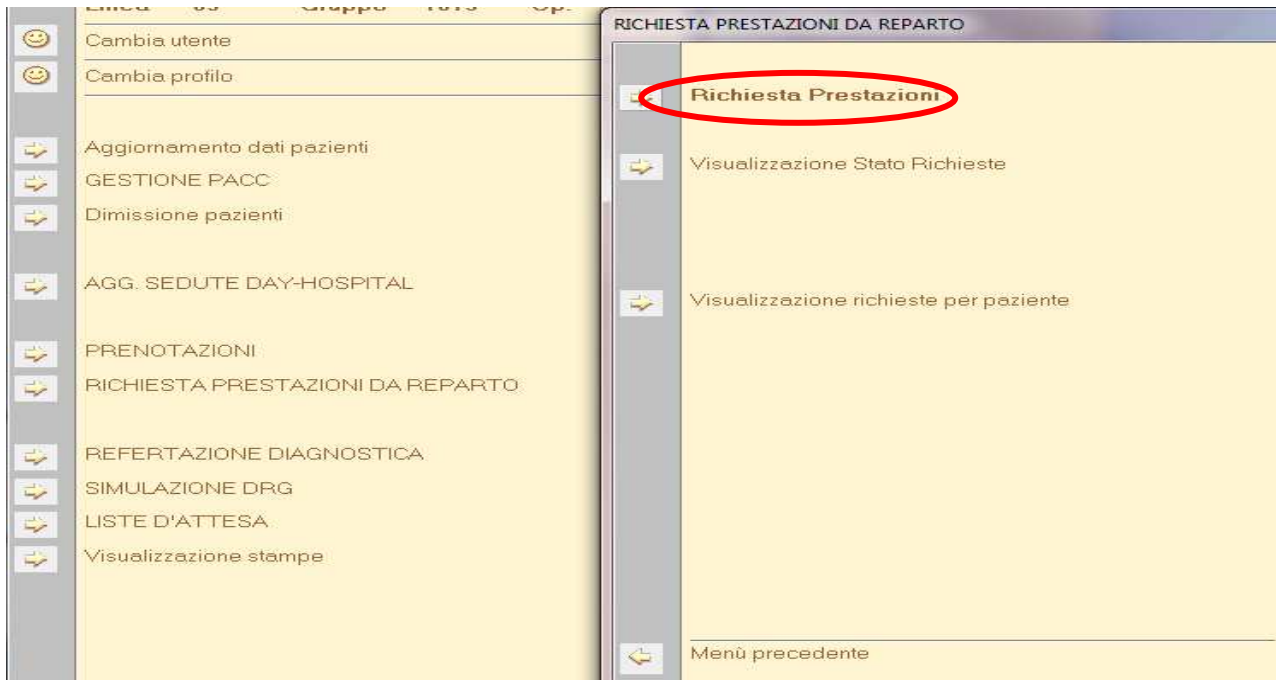 Cambia utente
Cambia profilo
Aggiornamento dati pazienti
GESTIONE PACC
Dimissione pazienti
AGG. SEDUTE DAY-HOSPITAL
PRENOTAZIONI
RICHIESTA PRESTAZIONI DA REPARTO
REFERTAZIONE DIAGNOSTICA
SIMULAZIONE DRG
LISTE D'ATTESA
Visualizzazione stampe
RICHIESTA PRESTAZIONI DA REPARTO
Richiesta Prestazioni
Visualizzazione Stato Richieste
Visualizzazione richieste per paziente
Menù precedente